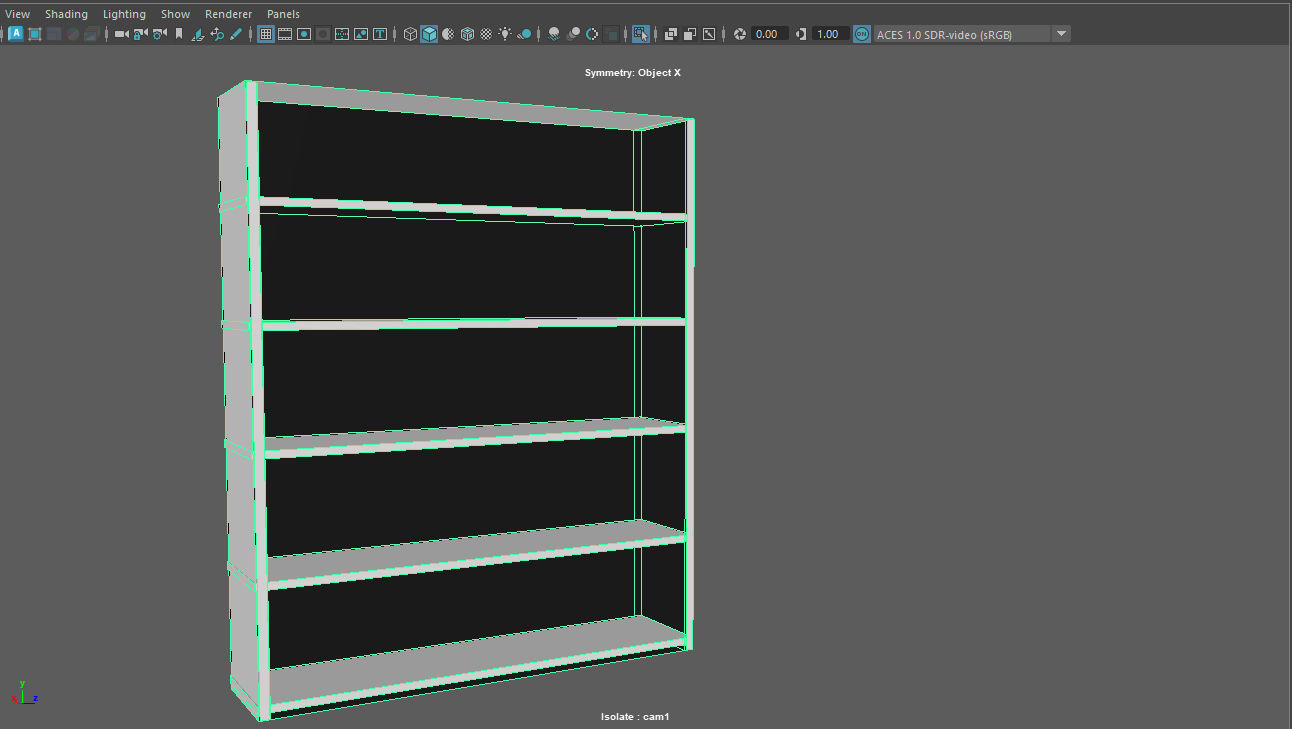 View Shading Lighting Show Renderer Panels
A T 0.00 1.00 ON ACES 1.0 SDR-video (sRGB)
Symmetry: Object X
y
x z
Isolate : cam1